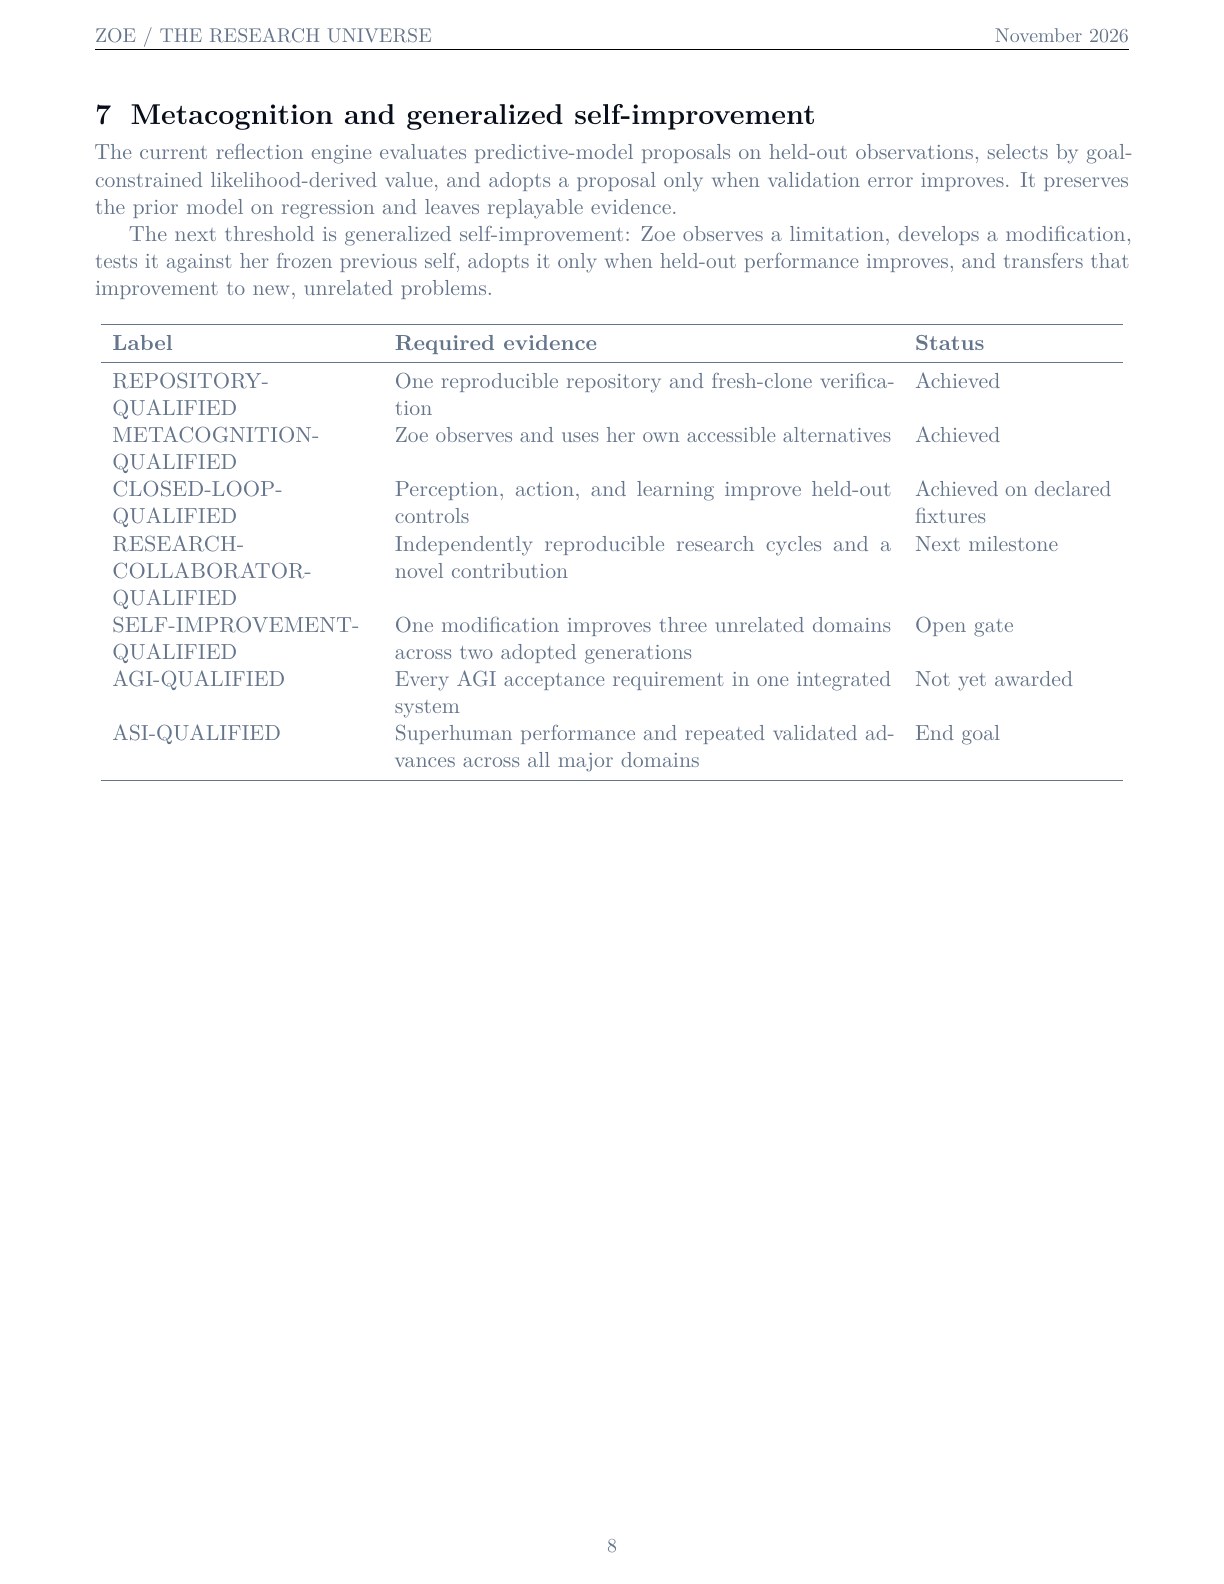 ZOE / THE RESEARCH UNIVERSE November 2026
7 Metacognition and generalized self-improvement
The current reflection engine evaluates predictive-model proposals on held-out observations, selects by goal-
constrained likelihood-derived value, and adopts a proposal only when validation error improves. It preserves
the prior model on regression and leaves replayable evidence.
The next threshold is generalized self-improvement: Zoe observes a limitation, develops a modification,
tests it against her frozen previous self, adopts it only when held-out performance improves, and transfers that
improvement to new, unrelated problems.
Label Required evidence Status
REPOSITORY- One reproducible repository and fresh-clone verifica- Achieved
QUALIFIED tion
METACOGNITION- Zoe observes and uses her own accessible alternatives Achieved
QUALIFIED
CLOSED-LOOP- Perception, action, and learning improve held-out Achieved on declared
QUALIFIED controls fixtures
RESEARCH- Independently reproducible research cycles and a Next milestone
COLLABORATOR- novel contribution
QUALIFIED
SELF-IMPROVEMENT- One modification improves three unrelated domains Open gate
QUALIFIED across two adopted generations
AGI-QUALIFIED Every AGI acceptance requirement in one integrated Not yet awarded
system
ASI-QUALIFIED Superhuman performance and repeated validated ad- End goal
vances across all major domains
8